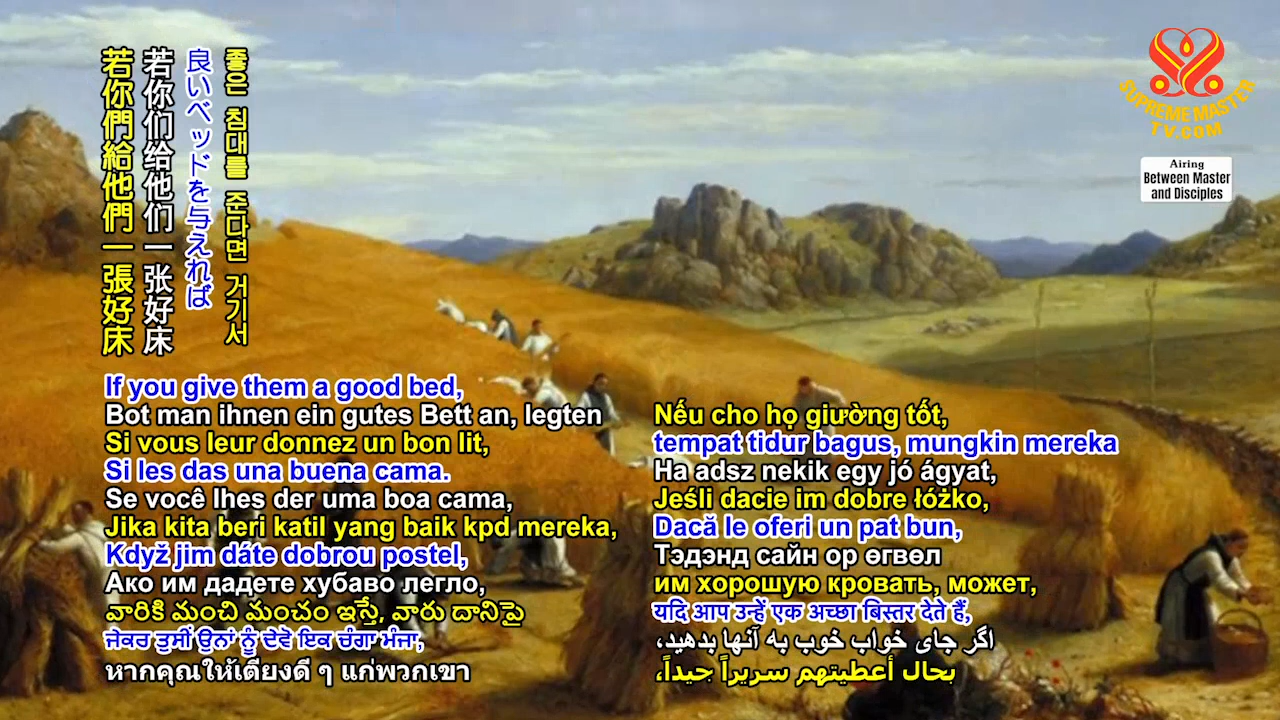 若你們給他們一張好床
若你们给他们一张好床
良いベッドを与えれば
좋은 침대를 준다면 거기서
If you give them a good bed,
Bot man ihnen ein gutes Bett an, legten
Si vous leur donnez un bon lit,
Si les das una buena cama.
Se você lhes der uma boa cama,
Jika kita beri katil yang baik kpd mereka,
Když jim dáte dobrou postel,
Ако им дадете хубаво легло,
వారికి మంచి మంచం ఇస్తే, వారు దానిపై
ਜੇਕਰ ਤੁਸੀਂ ਉਨਾਂ ਨੂੰ ਦੇਵੋ ਇਕ ਚੰਗਾ ਮੰਜਾ,
หากคุณให้เตียงดี ๆ แก่พวกเขา
Nếu cho họ giường tốt,
tempat tidur bagus, mungkin mereka
Ha adsz nekik egy jó ágyat,
Jeśli dacie im dobre łóżko,
Dacă le oferi un pat bun,
Тэдэнд сайн ор өгвөл
им хорошую кровать, может,
यदि आप उन्हें एक अच्छा बिस्तर देते हैं,
اگر جای خواب خوب به آنها بدهید،
بحال أعطيتهم سريراً جيداً،
SUPREME MASTER
TV.COM
Airing
Between Master
and Disciples